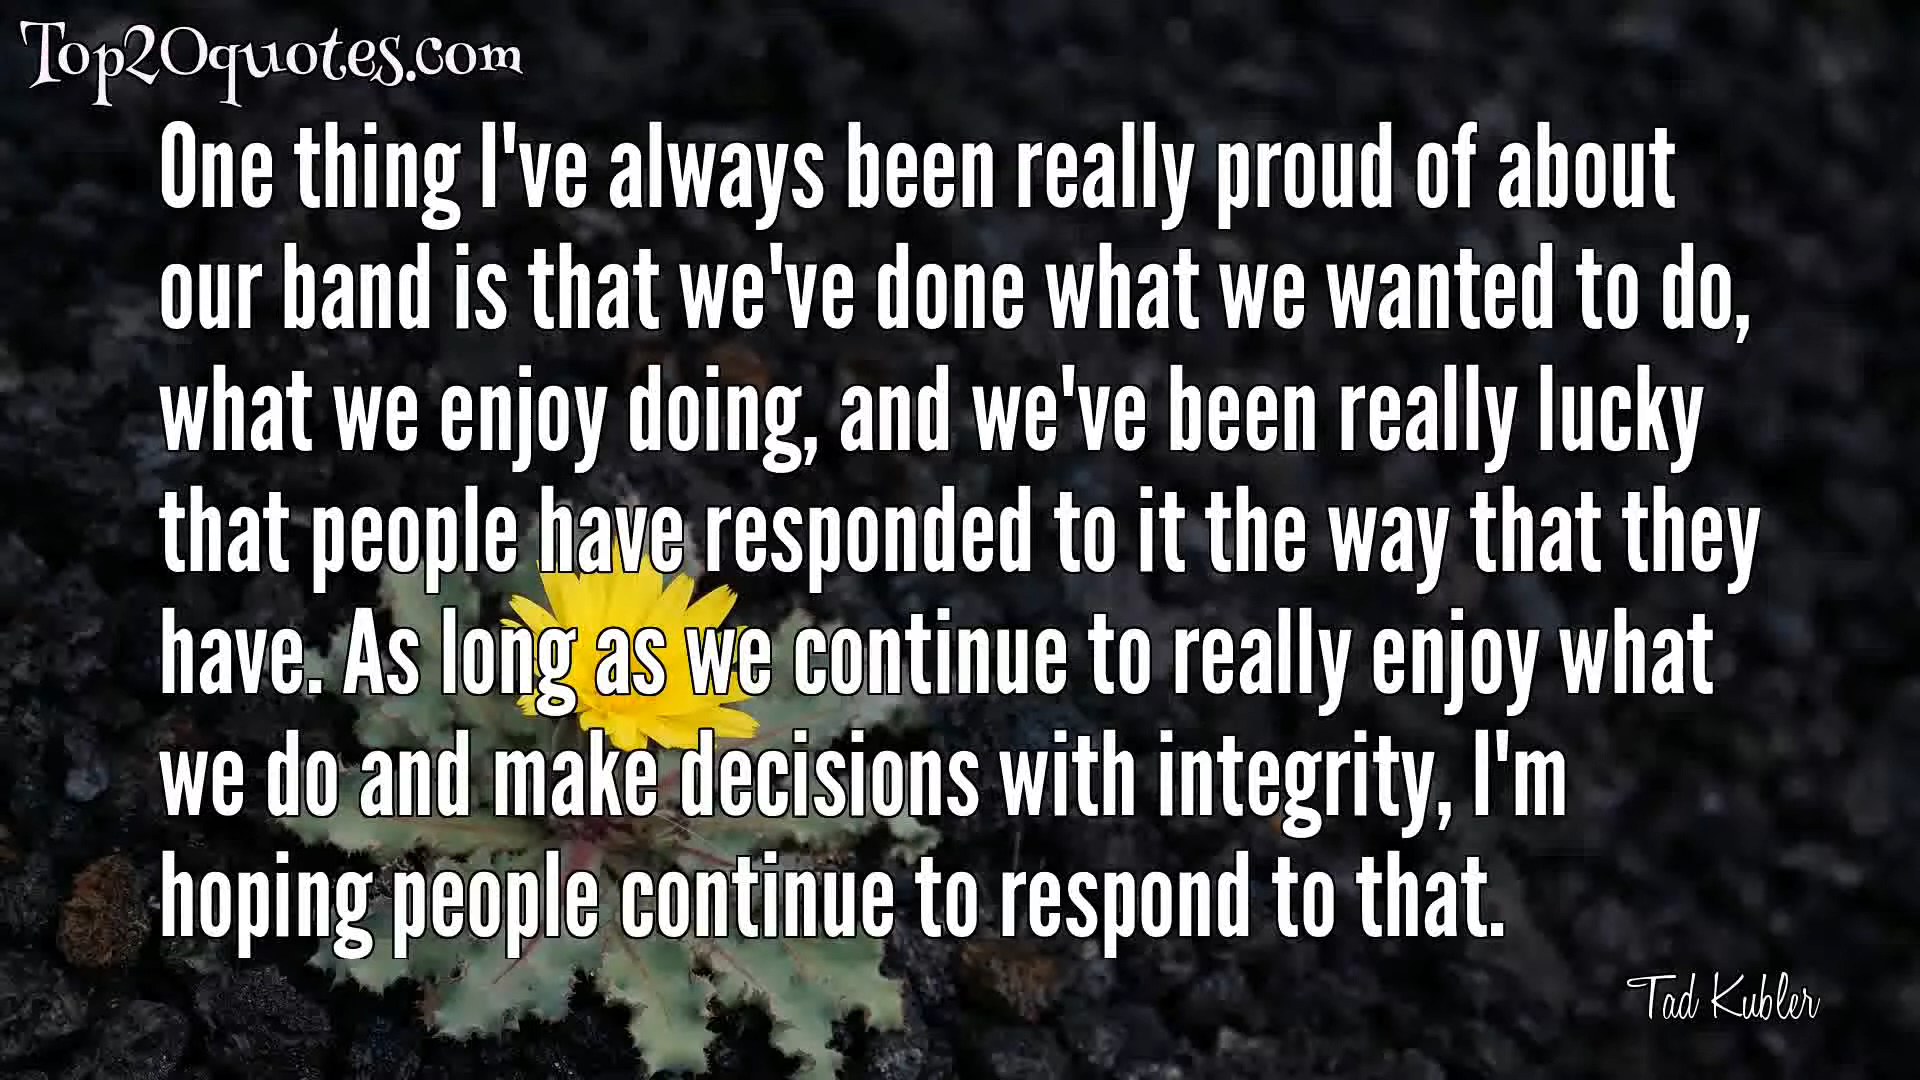 Top20quotes.com
One thing I've always been really proud of about
our band is that we've done what we wanted to do,
what we enjoy doing, and we've been really lucky
that people have responded to it the way that they
have. As long as we continue to really enjoy what
we do and make decisions with integrity, I'm
hoping people continue to respond to that.
Tad Kubler